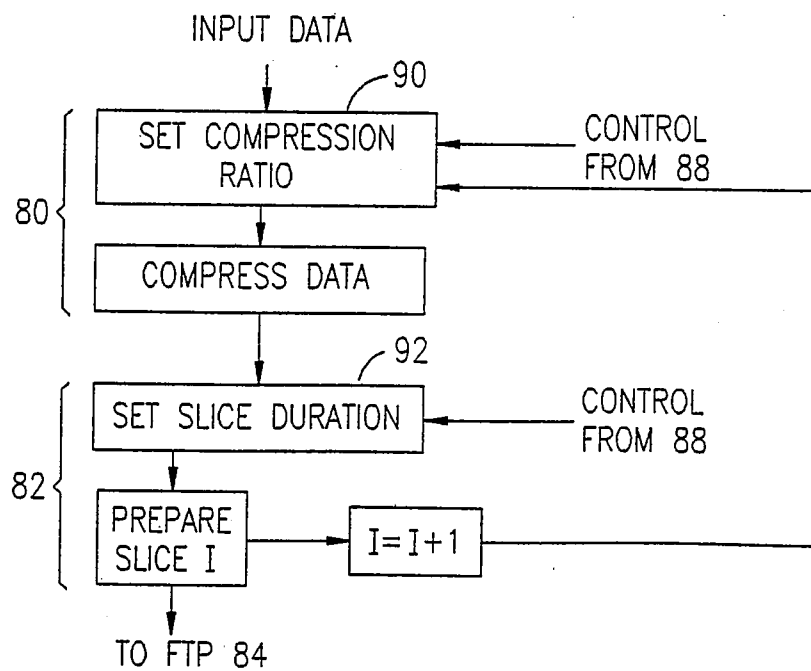 INPUT DATA
90
SET COMPRESSION
RATIO
CONTROL
FROM 88
80
COMPRESS DATA
92
SET SLICE DURATION
CONTROL
FROM 88
82
PREPARE
SLICE I
I=I+1
TO FTP 84